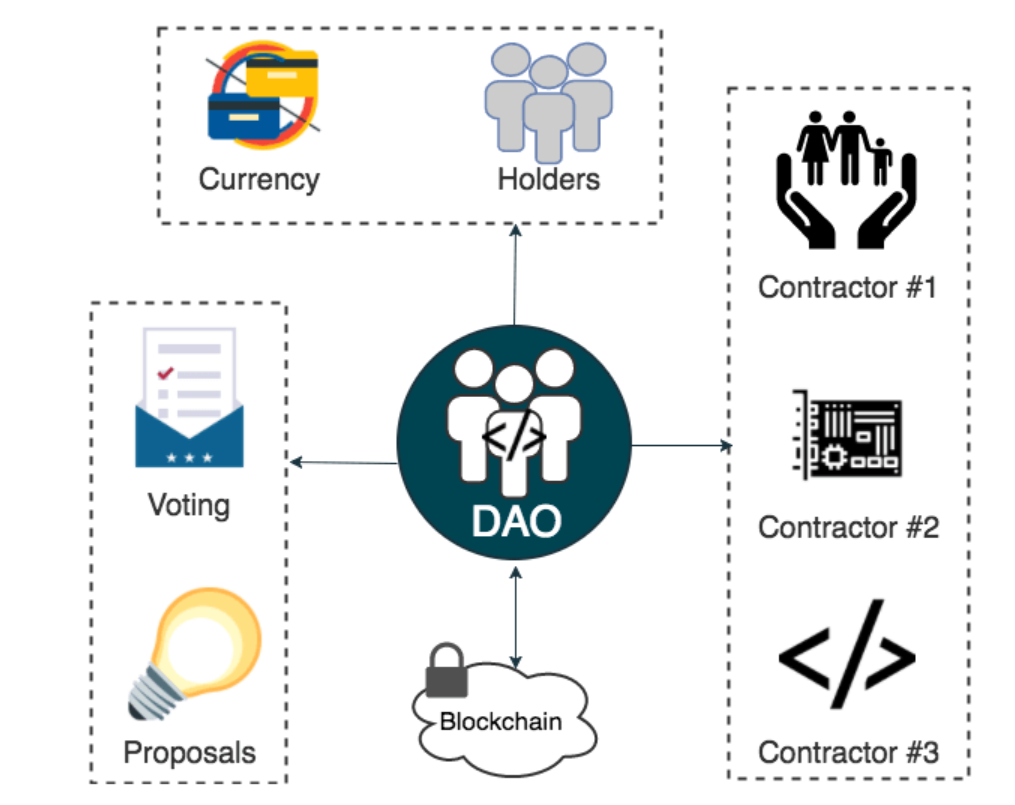 Currency
Holders
Contractor #1
Voting
DAO
Contractor #2
Proposals
Blockchain
Contractor #3